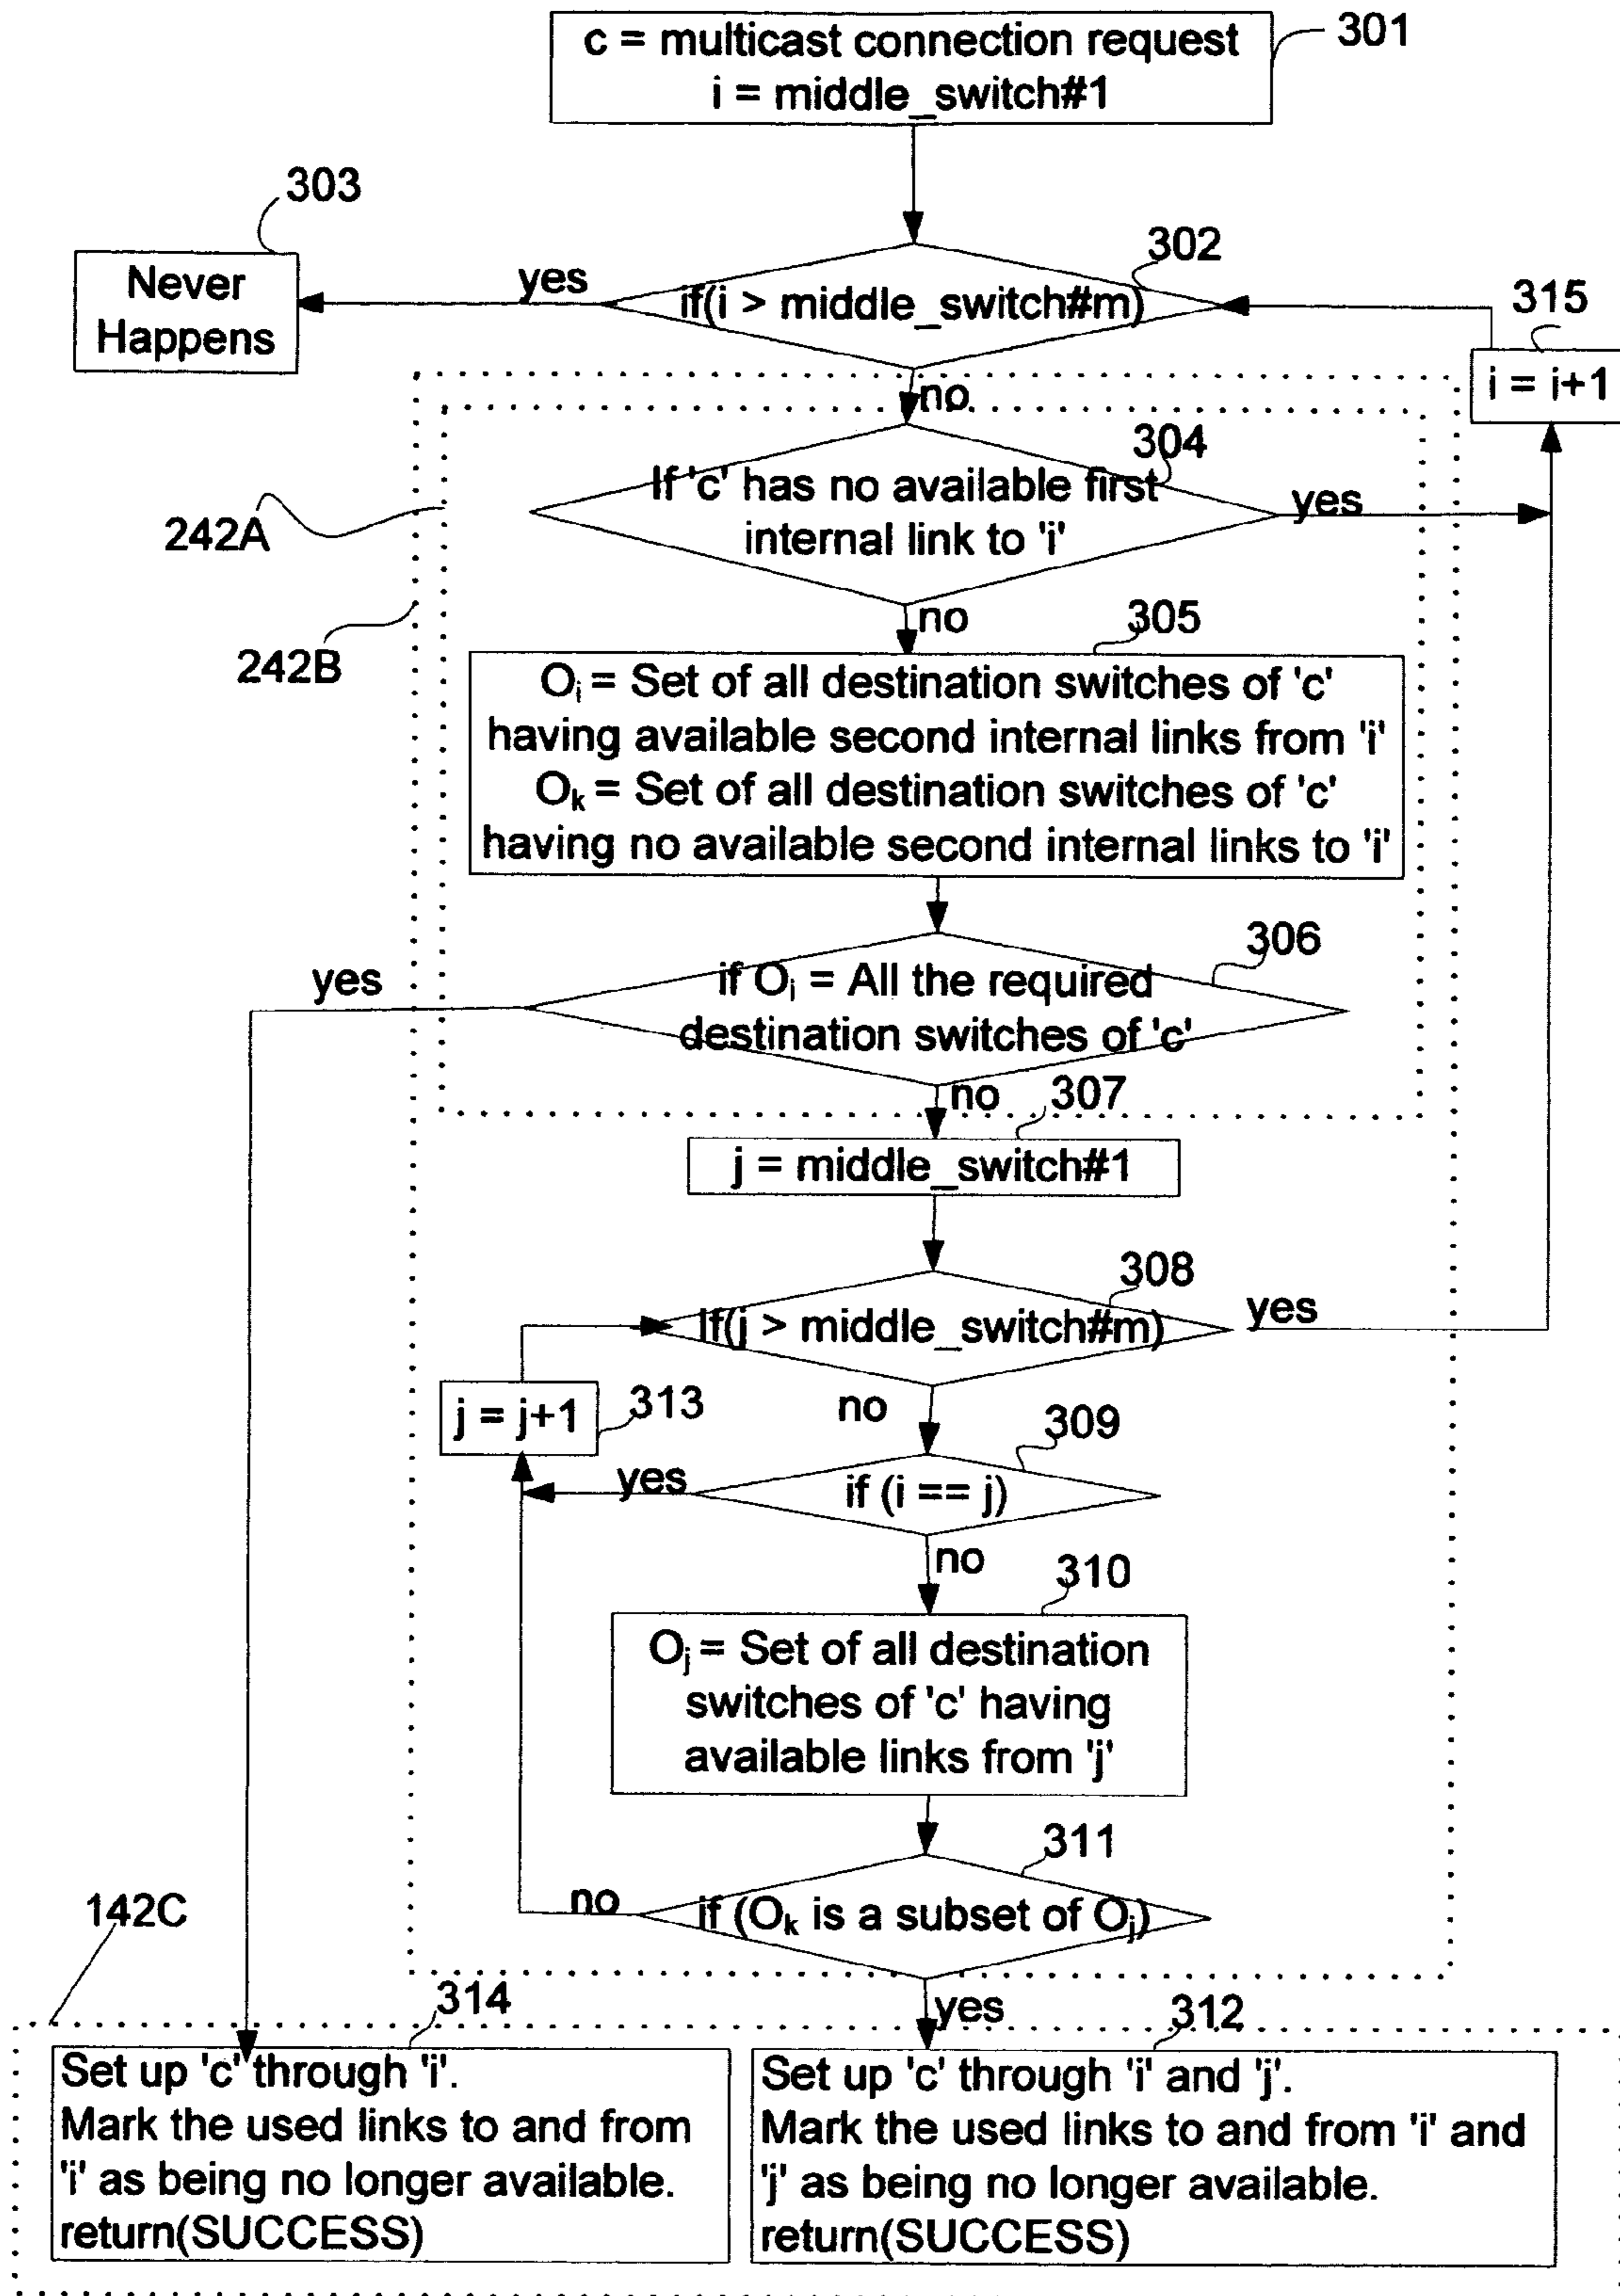 c = multicast connection request
i = middle_switch#1
301
303
Never
Happens
yes
if(i > middle_switch#m)
302
315
i = i+1
no
304
If 'c' has no available first
internal link to 'i'
yes
242A
242B
no
305
Oi = Set of all destination switches of 'c'
having available second internal links from 'i'
Ok = Set of all destination switches of 'c'
having no available second internal links to 'i'
306
yes
if Oi = All the required
destination switches of 'c'
no
307
j = middle_switch#1
308
If(j > middle_switch#m)
yes
j = j+1
313
no
309
yes
if (i == j)
no
310
Oj = Set of all destination
switches of 'c' having
available links from 'j'
311
no
if (Ok is a subset of Oj)
142C
314
yes
312
Set up 'c' through 'i'.
Mark the used links to and from
'i' as being no longer available.
return(SUCCESS)
Set up 'c' through 'i' and 'j'.
Mark the used links to and from 'i' and
'j' as being no longer available.
return(SUCCESS)